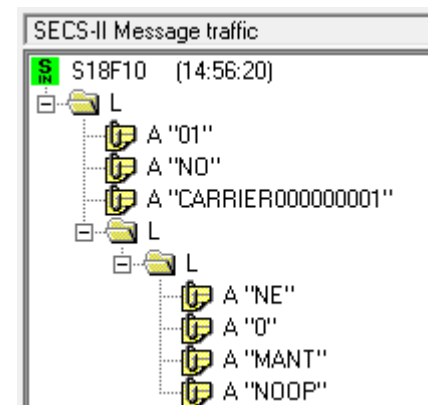 SECS-II Message traffic
S IN S18F10 (14:56:20)
L
A "01"
A "NO"
A "CARRIER000000001"
L
L
A "NE"
A "0"
A "MANT"
A "NOOP"